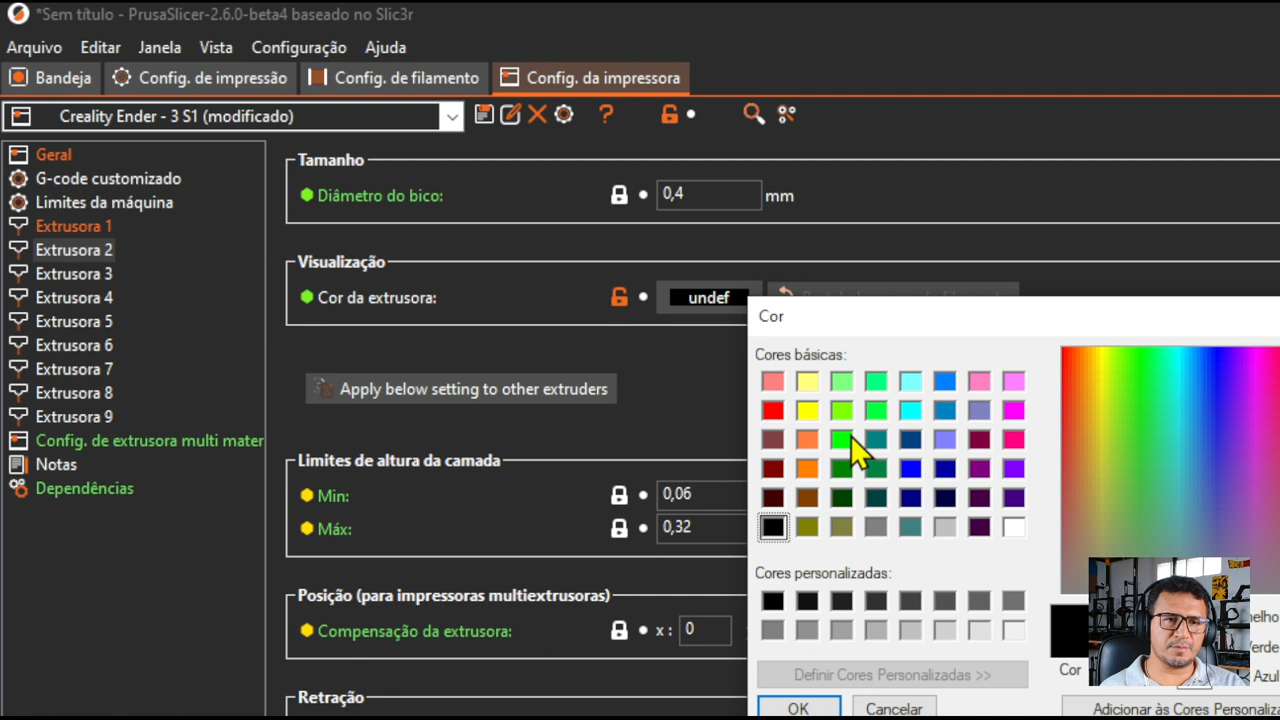 *Sem título - PrusaSlicer-2.6.0-beta4 baseado no Slic3r
Arquivo Editar Janela Vista Configuração Ajuda
Bandeja Config. de impressão Config. de filamento Config. da impressora
Creality Ender - 3 S1 (modificado)
Geral
G-code customizado
Limites da máquina
Extrusora 1
Extrusora 2
Extrusora 3
Extrusora 4
Extrusora 5
Extrusora 6
Extrusora 7
Extrusora 8
Extrusora 9
Config. de extrusora multi mater
Notas
Dependências
Tamanho
Diâmetro do bico: 0,4 mm
Visualização
Cor da extrusora: undef
Apply below setting to other extruders
Limites de altura da camada
Min: 0,06
Máx: 0,32
Posição (para impressoras multiextrusoras)
Compensação da extrusora: x : 0
Retração
Cor
Cores básicas:
Cores personalizadas:
Definir Cores Personalizadas >>
OK Cancelar
Cor
elho
erde
Azul
Adicionar às Cores Personaliza